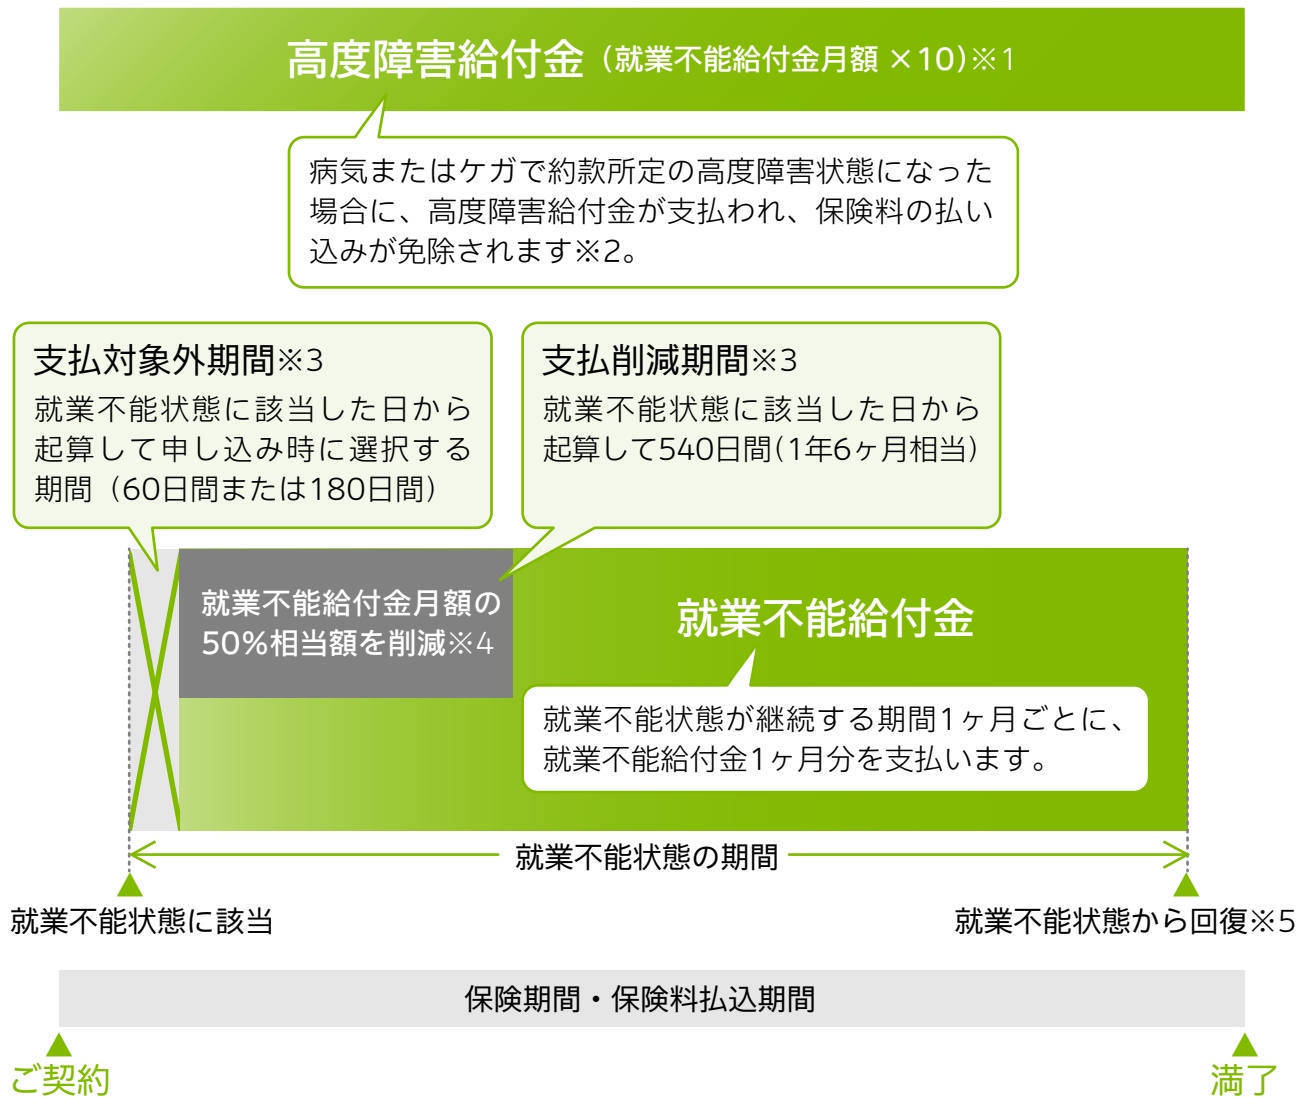 高度障害給付金（就業不能給付金月額 ×10）※1
病気またはケガで約款所定の高度障害状態になった
場合に、高度障害給付金が支払われ、保険料の払い
込みが免除されます※2。
支払対象外期間※3
就業不能状態に該当した日から
起算して申し込み時に選択する
期間（60日間または180日間）
支払削減期間※3
就業不能状態に該当した日から
起算して540日間（1年6ヶ月相当）
就業不能給付金月額の
50％相当額を削減※4
就業不能給付金
就業不能状態が継続する期間1ヶ月ごとに、
就業不能給付金1ヶ月分を支払います。
就業不能状態の期間
就業不能状態に該当
就業不能状態から回復※5
保険期間・保険料払込期間
ご契約
満了